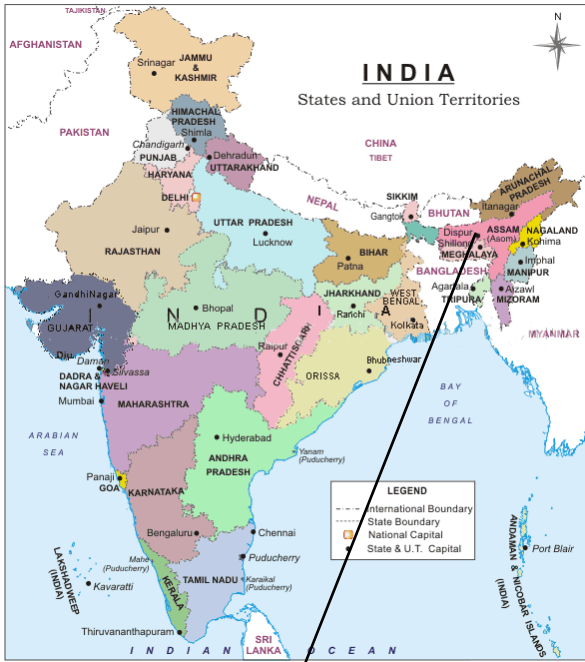 TAJIKISTAN
AFGHANISTAN
N
INDIA
States and Union Territories
Srinagar
JAMMU
&
KASHMIR
HIMACHAL
PRADESH
Shimla
PAKISTAN
Chandigarh
PUNJAB
Dehradun
UTTARAKHAND
CHINA
TIBET
HARYANA
DELHI
NEPAL
SIKKIM
Gangtok
BHUTAN
ARUNACHAL
PRADESH
Itanagar
Jaipur
RAJASTHAN
UTTAR PRADESH
Lucknow
BIHAR
Patna
Dispur
ASSAM
(Asom)
NAGALAND
Kohima
Shillong
MEGHALAYA
Imphal
MANIPUR
BANGLADESH
Agartala
TRIPURA
Aizawl
MIZORAM
MYANMAR
GandhiNagar
GUJARAT
I N D I A
Bhopal
MADHYA PRADESH
JHARKHAND
Ranchi
WEST
BENGAL
Kolkata
Diu
Daman
Silvassa
DADRA &
NAGAR HAVELI
Raipur
CHHATTISGARH
ORISSA
Bhubneshwar
Mumbai
MAHARASHTRA
ARABIAN
SEA
BAY
OF
BENGAL
Hyderabad
ANDHRA
PRADESH
Yanam
(Puducherry)
Panaji
GOA
KARNATAKA
Bengaluru
Chennai
Mahe
(Puducherry)
Puducherry
LAKSHADWEEP
(INDIA)
Kavaratti
KERALA
TAMIL NADU
Karaikal
(Puducherry)
Thiruvananthapuram
SRI
LANKA
INDIAN OCEAN
LEGEND
International Boundary
State Boundary
National Capital
State & U.T. Capital
ANDAMAN & NICOBAR ISLANDS
(INDIA)
Port Blair